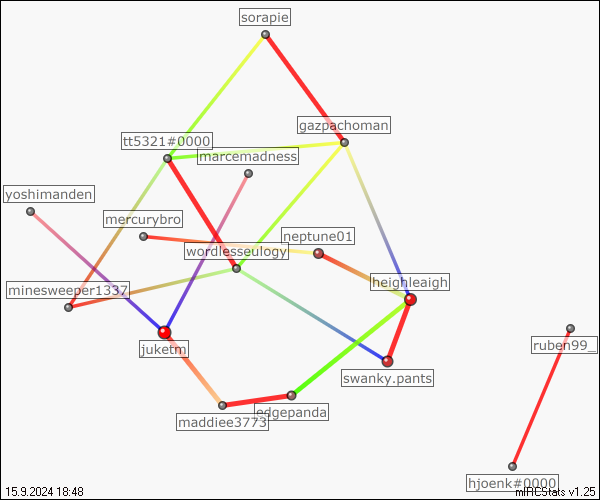 sorapie
gazpachoman
tt5321#0000
marcemadness
yoshimanden
mercurybro
neptune01
wordlesseulogy
heighleaigh
minesweeper1337
ruben99_
juketm
swanky.pants
edgepanda
maddiee3773
hjoenk#0000
15.9.2024 18:48
mIRCStats v1.25